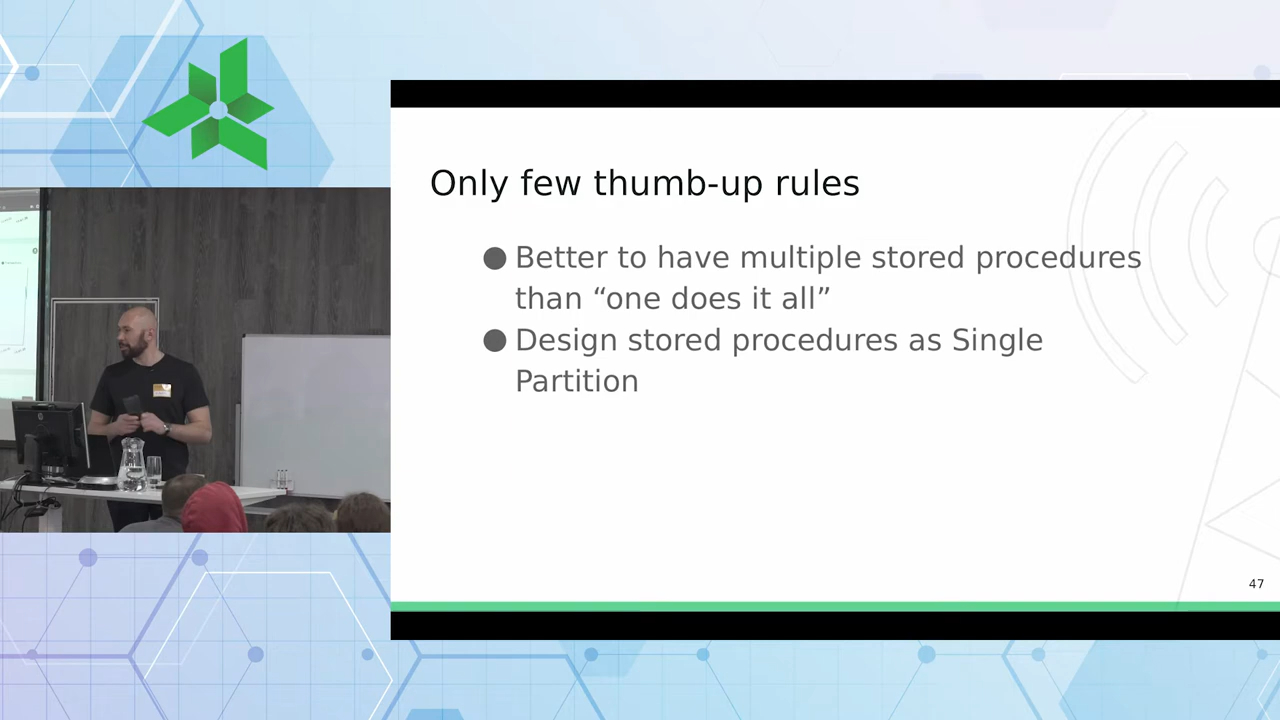 Only few thumb-up rules
● Better to have multiple stored procedures
than “one does it all”
● Design stored procedures as Single
Partition
47